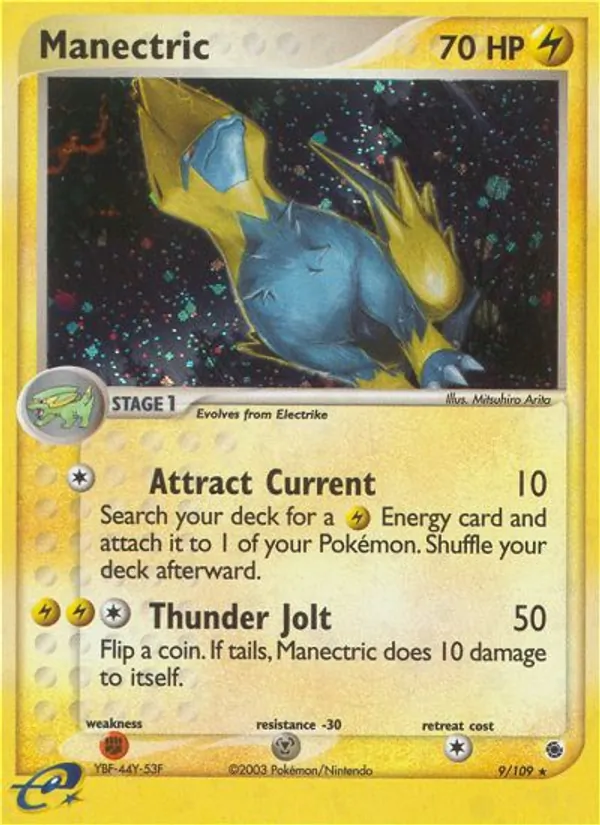 Manectric 70 HP
Illus. Mitsuhiro Arita
STAGE 1
Evolves from Electrike
Attract Current 10
Search your deck for a Energy card and
attach it to 1 of your Pokémon. Shuffle your
deck afterward.
Thunder Jolt 50
Flip a coin. If tails, Manectric does 10 damage
to itself.
weakness resistance -30 retreat cost
YBF-44Y-53F ©2003 Pokémon/Nintendo 9/109 ★
e